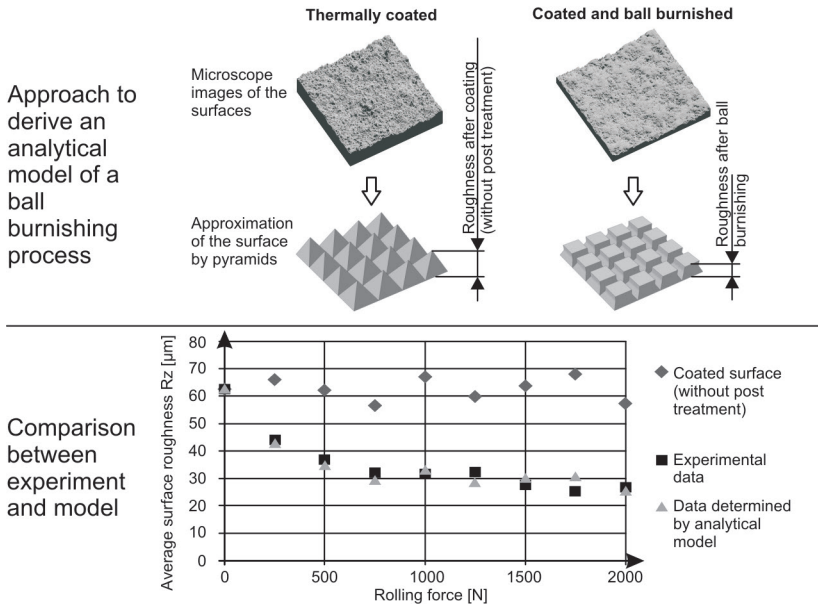 Thermally coated
Coated and ball burnished
Approach to
derive an
analytical
model of a
ball
burnishing
process
Microscope
images of the
surfaces
Roughness after coating
(without post treatment)
Roughness after ball
burnishing
Approximation
of the surface
by pyramids
Comparison
between
experiment
and model
Average surface roughness Rz [µm]
80
70
60
50
40
30
20
10
0
0
500
1000
1500
2000
Rolling force [N]
Coated surface
(without post
treatment)
Experimental
data
Data determined
by analytical
model